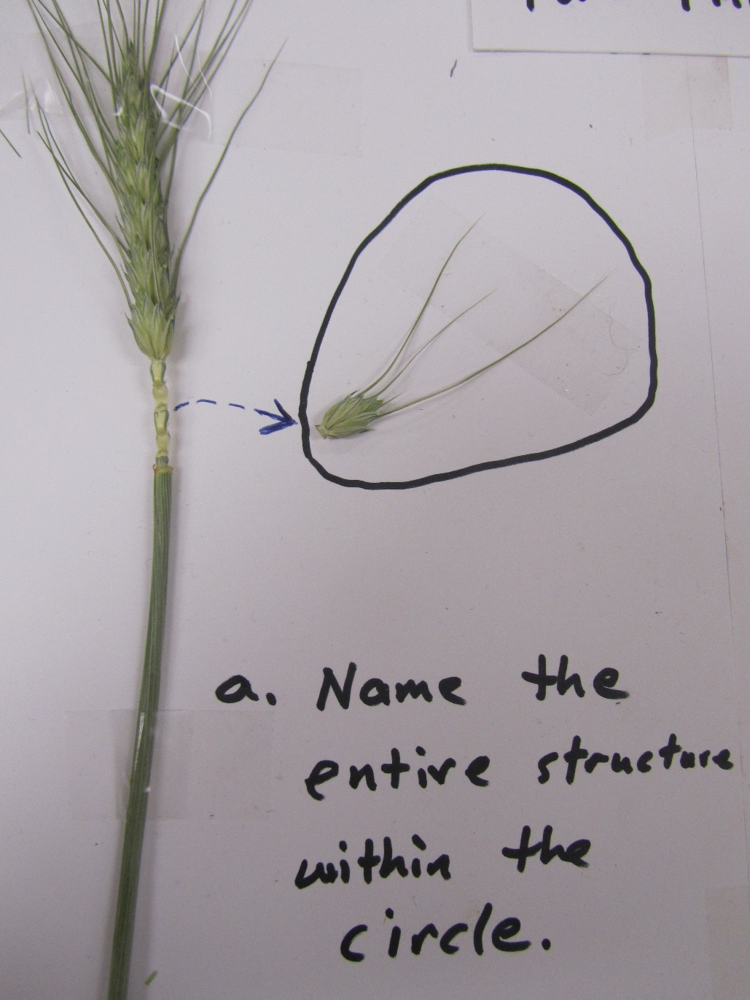 a. Name the
entire structure
within the
circle.